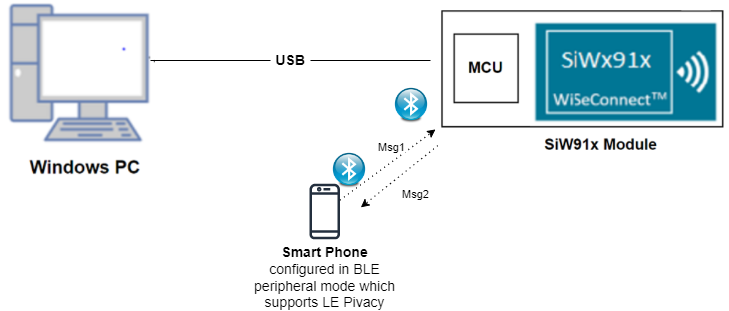 USB
MCU
SiWx91x
WiSeConnect™
SiW91x Module
Windows PC
Msg1
Msg2
Smart Phone
configured in BLE
peripheral mode which
supports LE Pivacy